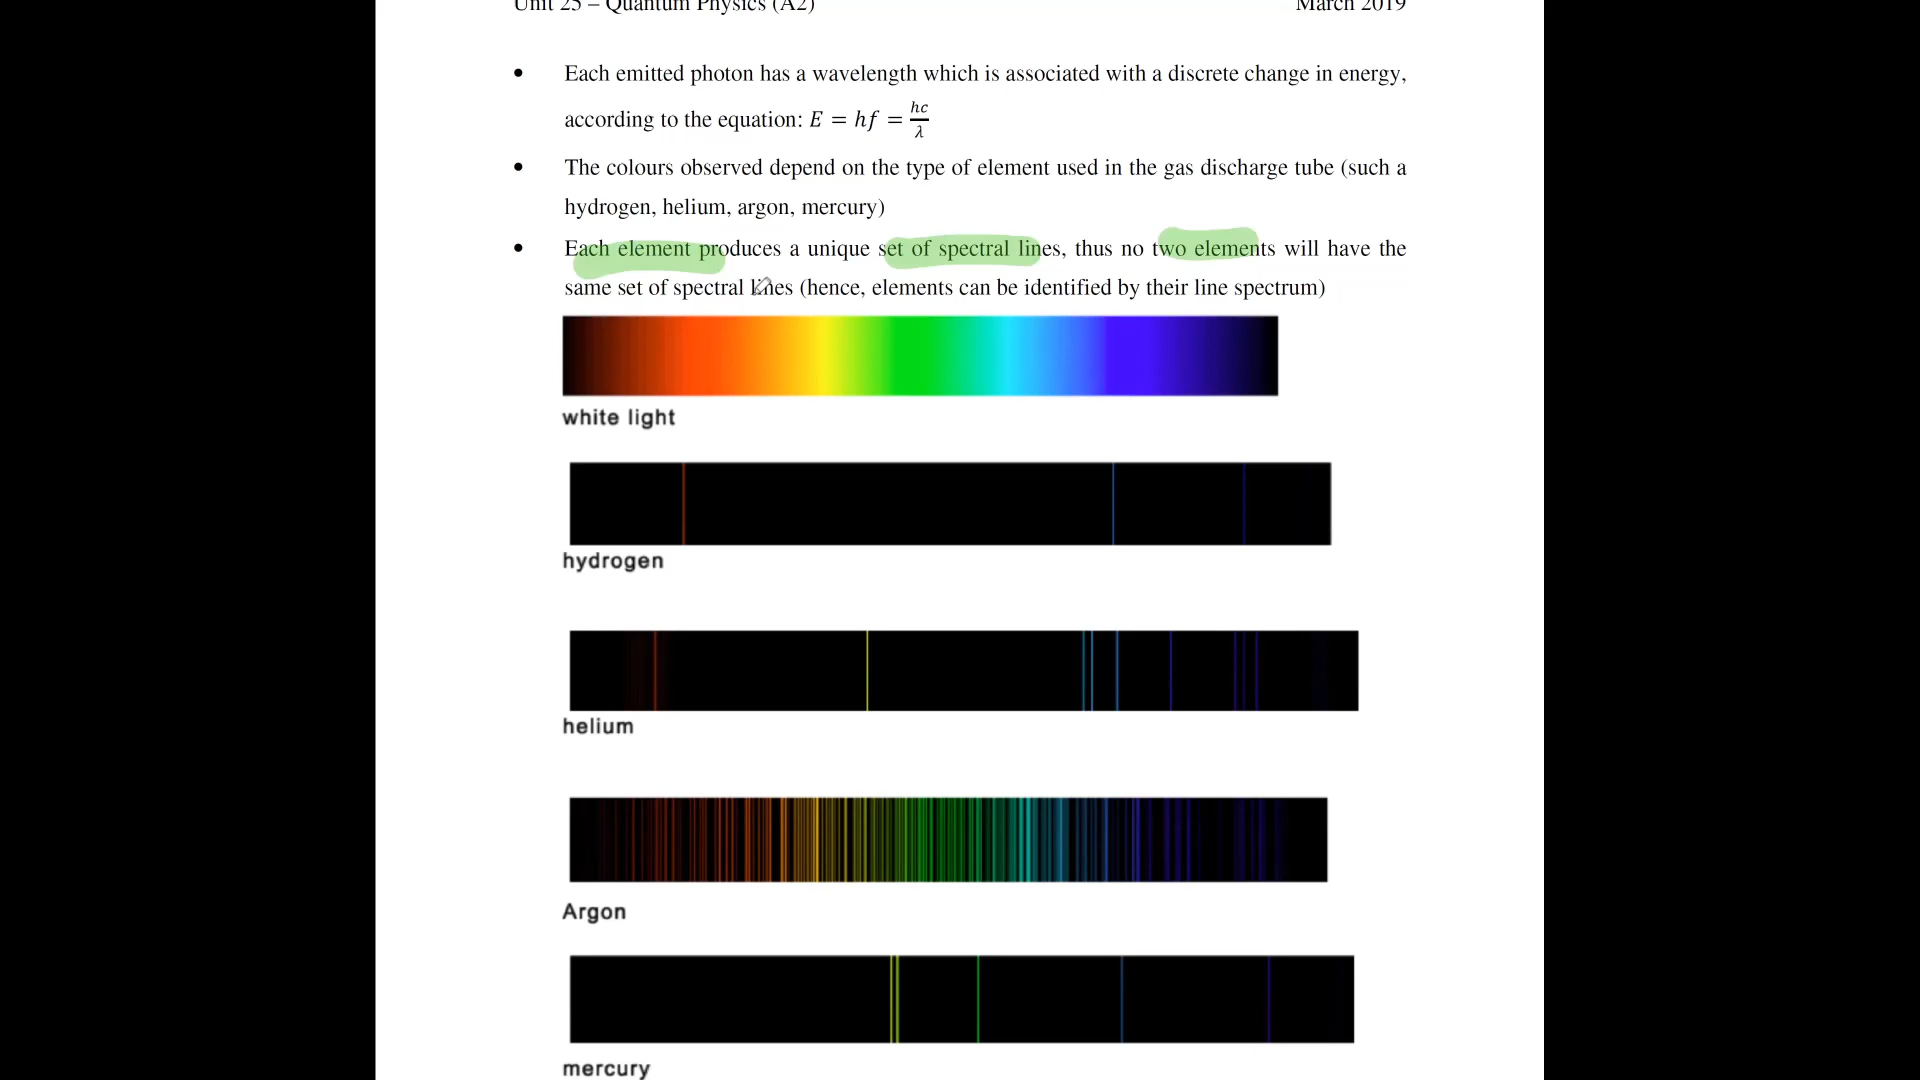 Unit 25 – Quantum Physics (A2) March 2019
• Each emitted photon has a wavelength which is associated with a discrete change in energy,
according to the equation: E = hf = hc/λ
• The colours observed depend on the type of element used in the gas discharge tube (such a
hydrogen, helium, argon, mercury)
• Each element produces a unique set of spectral lines, thus no two elements will have the
same set of spectral lines (hence, elements can be identified by their line spectrum)
white light
hydrogen
helium
Argon
mercury